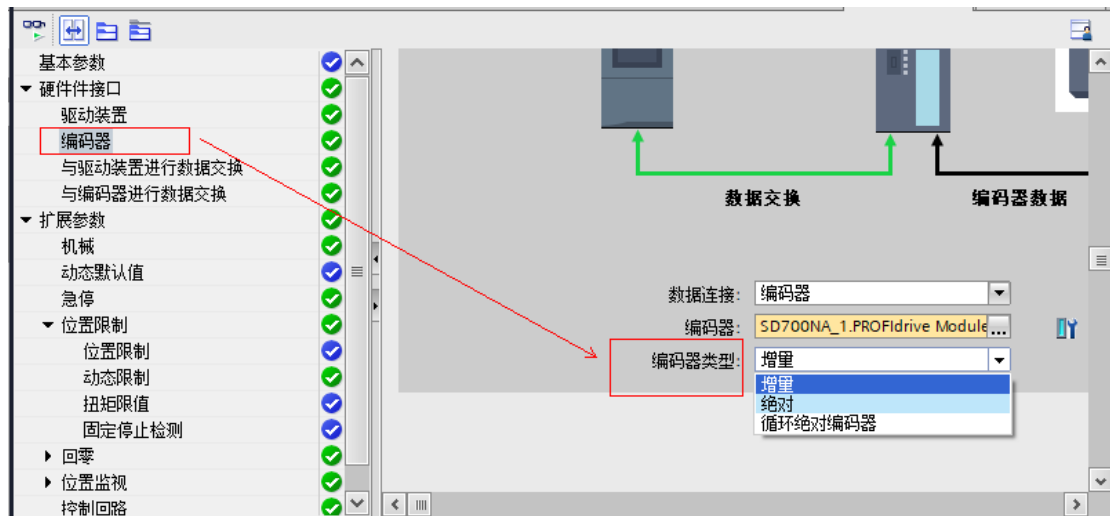 基本参数
硬件件接口
驱动装置
编码器
与驱动装置进行数据交换
与编码器进行数据交换
扩展参数
机械
动态默认值
急停
位置限制
位置限制
动态限制
扭矩限值
固定停止检测
回零
位置监视
控制回路
数据交换
编码器数据
数据连接: 编码器
编码器: SD700NA_1.PROFIdrive Module ...
编码器类型: 增量
增量
绝对
循环绝对编码器